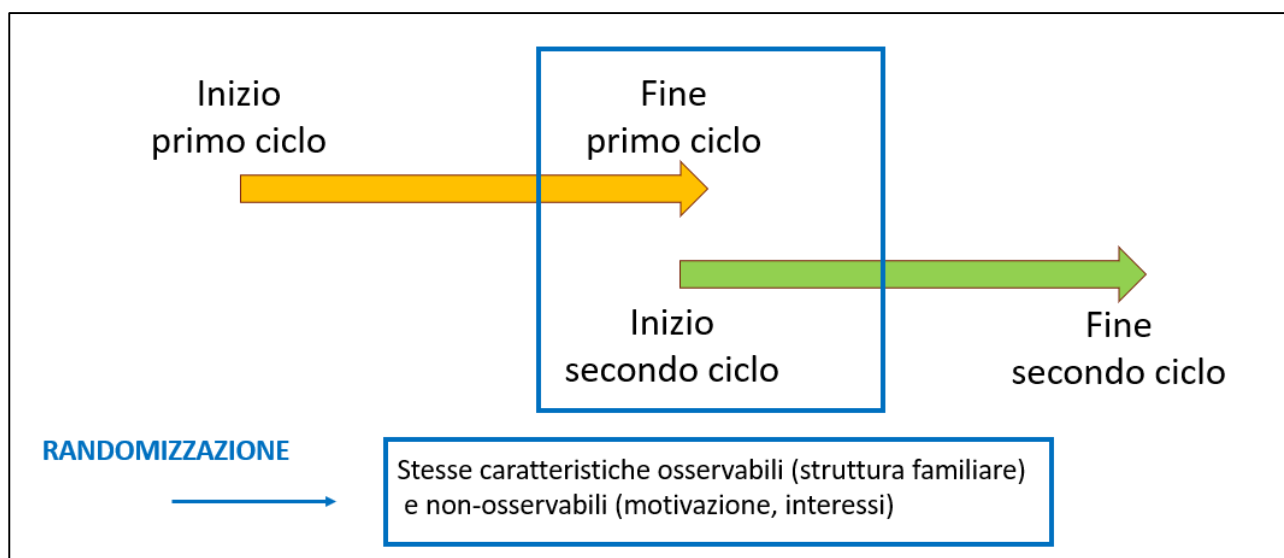 Inizio
primo ciclo
Fine
primo ciclo
Inizio
secondo ciclo
Fine
secondo ciclo
RANDOMIZZAZIONE
Stesse caratteristiche osservabili (struttura familiare)
e non-osservabili (motivazione, interessi)